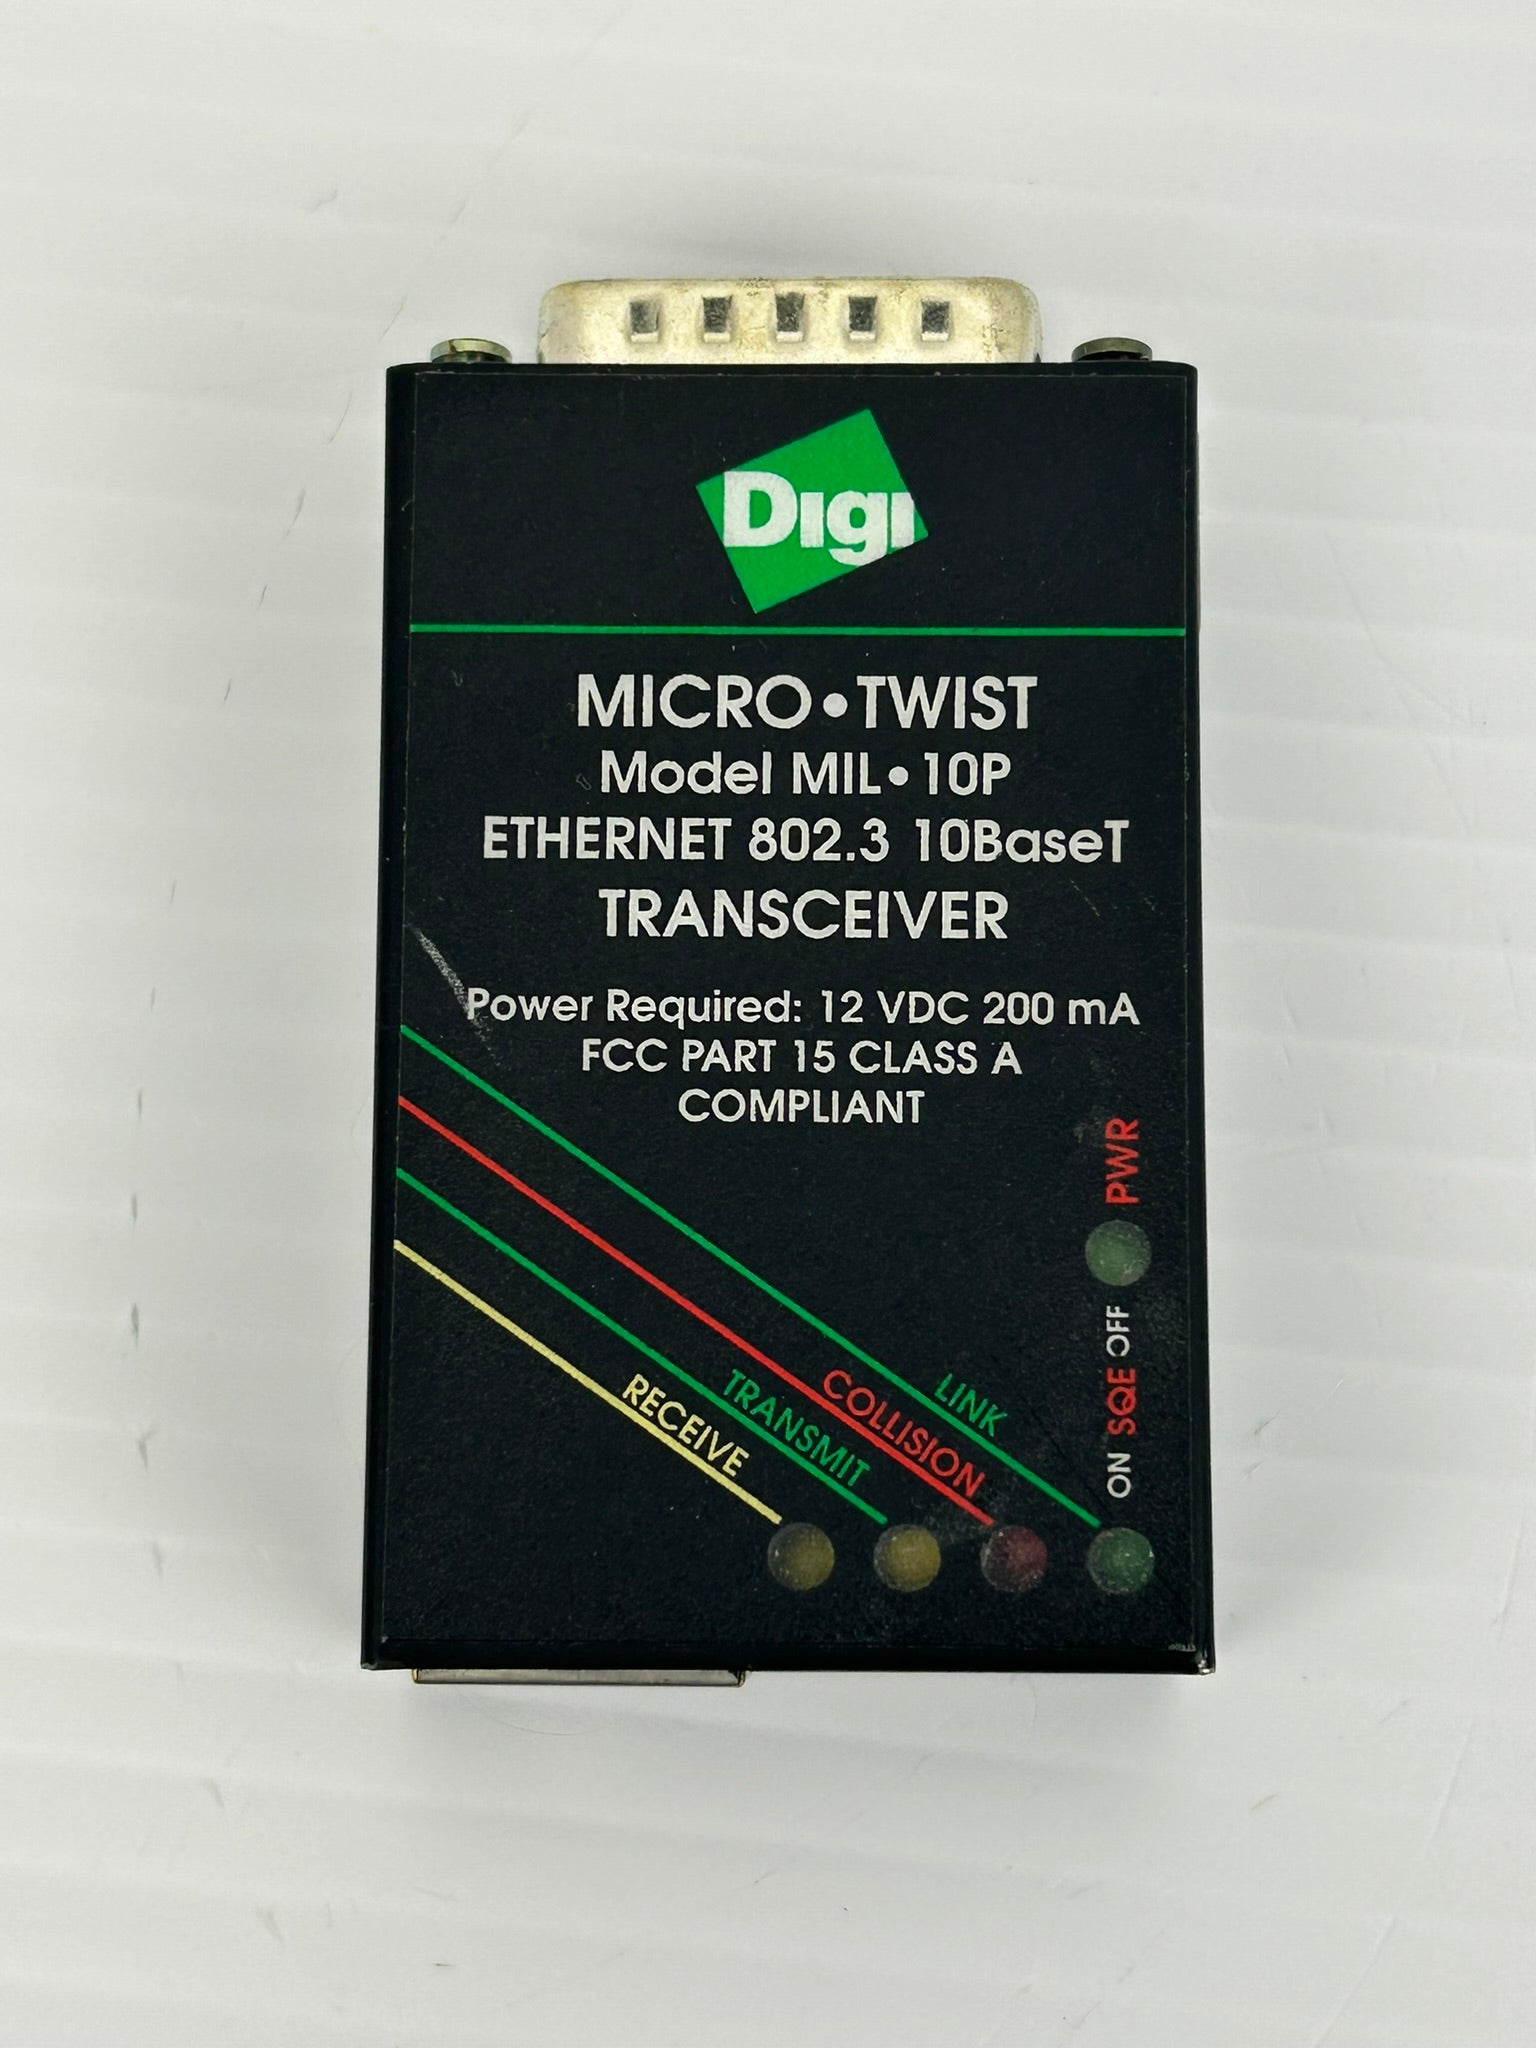 Digi
MICRO•TWIST
Model MIL•10P
ETHERNET 802.3 10BaseT
TRANSCEIVER
Power Required: 12 VDC 200 mA
FCC PART 15 CLASS A
COMPLIANT
PWR
ON SQE OFF
LINK
COLLISION
TRANSMIT
RECEIVE